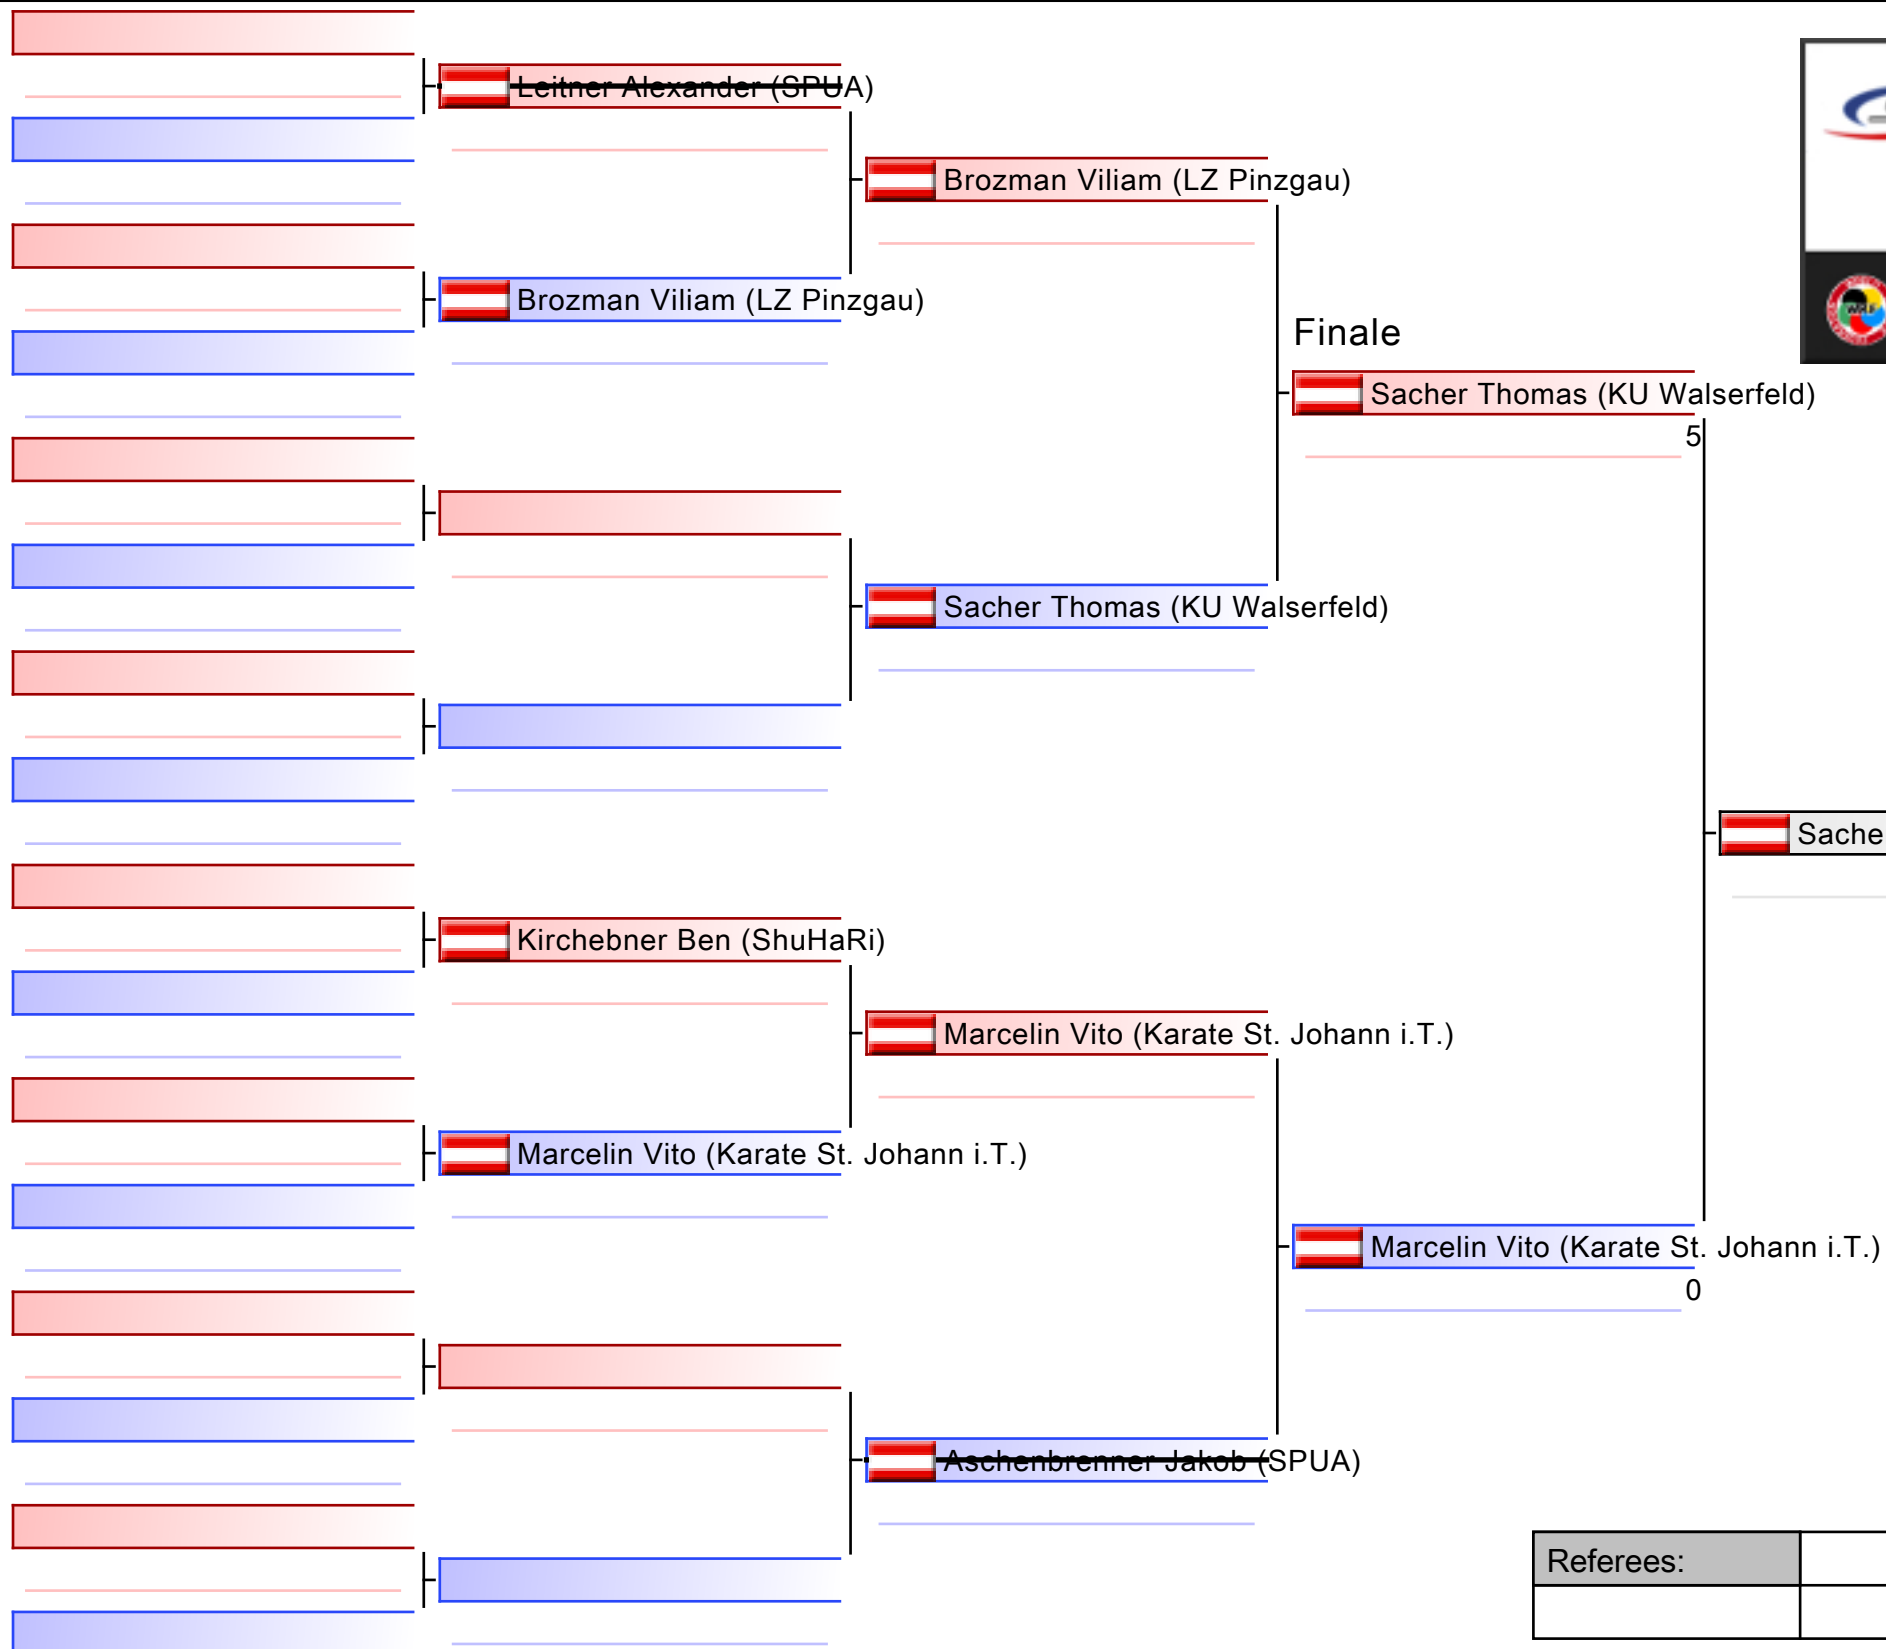 Leitner Alexander (SPUA)
Brozman Viliam (LZ Pinzgau)
Brozman Viliam (LZ Pinzgau)
Finale
Sacher Thomas (KU Walserfeld)
5
Sacher Thomas (KU Walserfeld)
Sache
Kirchebner Ben (ShuHaRi)
Marcelin Vito (Karate St. Johann i.T.)
Marcelin Vito (Karate St. Johann i.T.)
Marcelin Vito (Karate St. Johann i.T.)
0
Aschenbrenner Jakob (SPUA)
Referees: